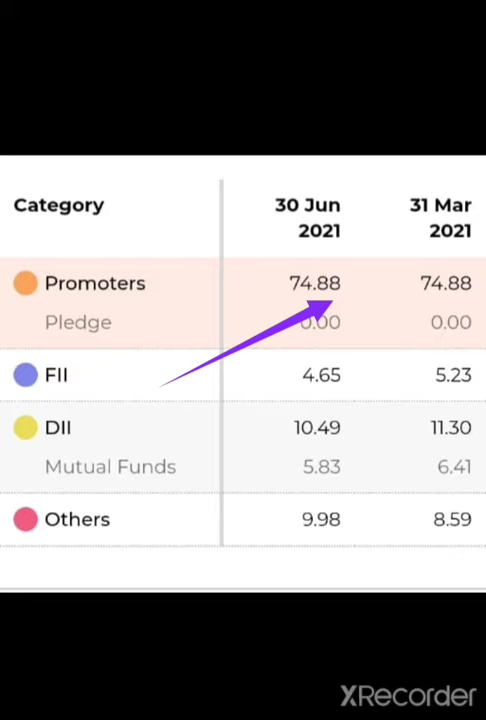 Category 30 Jun 2021 31 Mar 2021
Promoters 74.88 74.88
Pledge 0.00 0.00
FII 4.65 5.23
DII 10.49 11.30
Mutual Funds 5.83 6.41
Others 9.98 8.59
XRecorder